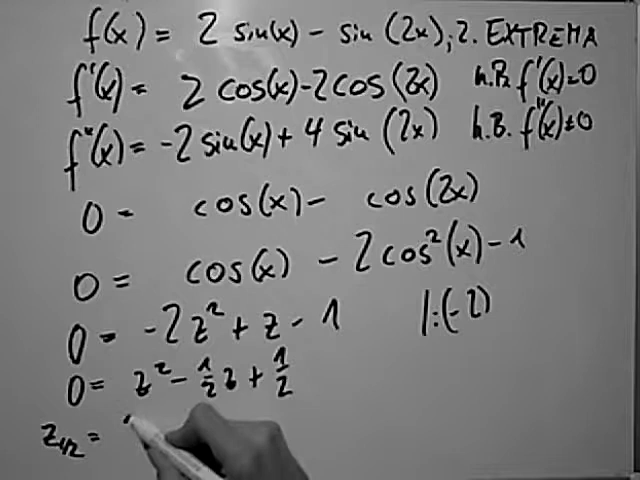 f(x) = 2 sin(x) - sin (2x); 2. EXTREMA
f'(x) = 2 cos(x) - 2 cos (2x) n.B. f'(x) = 0
f''(x) = -2 sin(x) + 4 sin (2x) h.B. f''(x) ≠ 0
0 = cos(x) - cos(2x)
0 = cos(x) - 2 cos²(x) - 1
0 = -2z² + z - 1 |:(-2)
0 = z² - 1/2 z + 1/2
z1/2 =